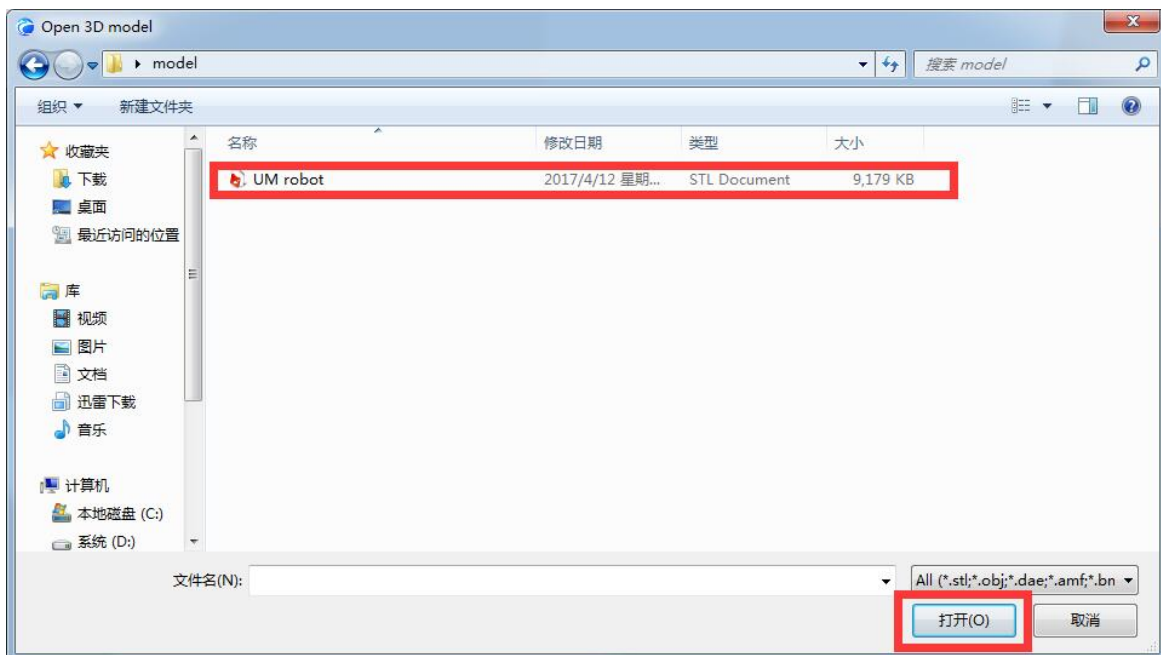 Open 3D model
model
搜索 model
组织
新建文件夹
名称 修改日期 类型 大小
UM robot 2017/4/12 星期... STL Document 9,179 KB
收藏夹
下载
桌面
最近访问的位置
库
视频
图片
文档
迅雷下载
音乐
计算机
本地磁盘 (C:)
系统 (D:)
文件名(N):
All (*.stl;*.obj;*.dae;*.amf;*.bn
打开(O)
取消